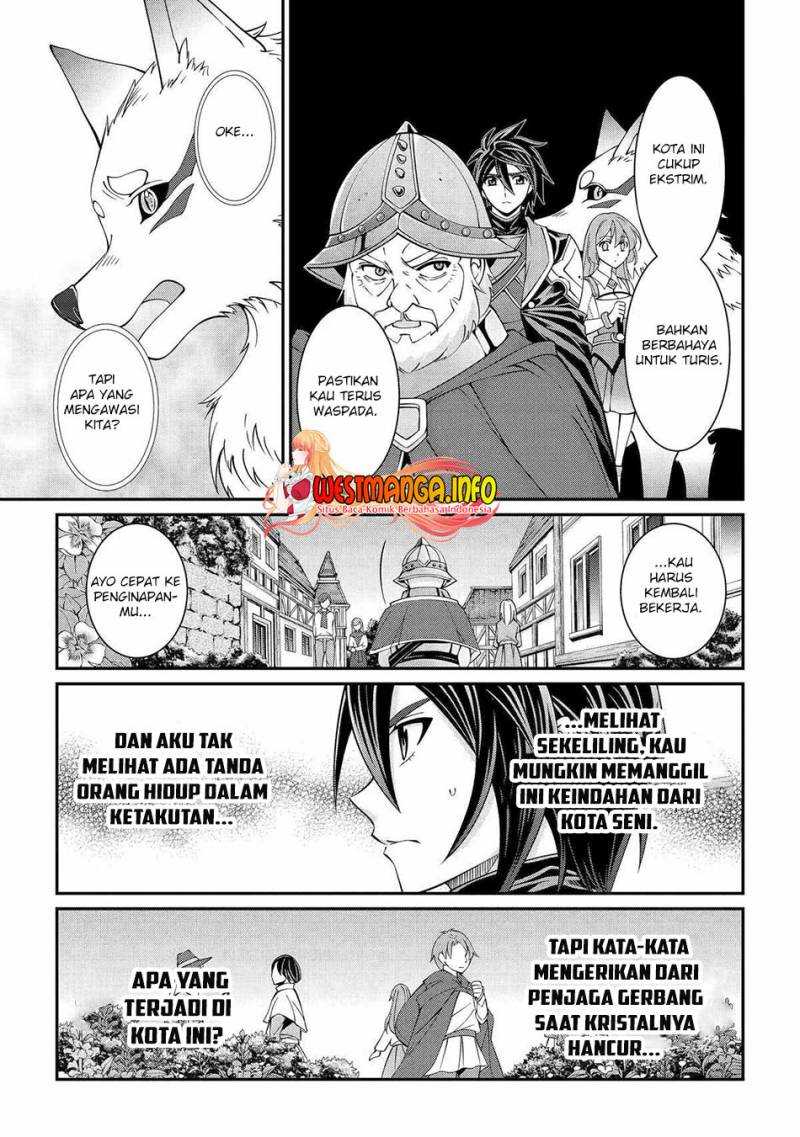 KOTA INI
CUKUP
EKSTRIM.
BAHKAN
BERBAHAYA
UNTUK TURIS.
PASTIKAN
KAU TERUS
WASPADA.
OKE...
TAPI
APA YANG
MENGAWASI
KITA?
WESTMANGA.INFO
Situs Baca Komik Berbahasa Indonesia
...KAU
HARUS
KEMBALI
BEKERJA.
AYO CEPAT KE
PENGINAPAN-
MU...
...MELIHAT
SEKELILING, KAU
MUNGKIN MEMANGGIL
INI KEINDAHAN DARI
KOTA SENI.
DAN AKU TAK
MELIHAT ADA TANDA
ORANG HIDUP DALAM
KETAKUTAN...
TAPI KATA-KATA
MENGERIKAN DARI
PENJAGA GERBANG
SAAT KRISTALNYA
HANCUR...
APA YANG
TERJADI DI
KOTA INI?